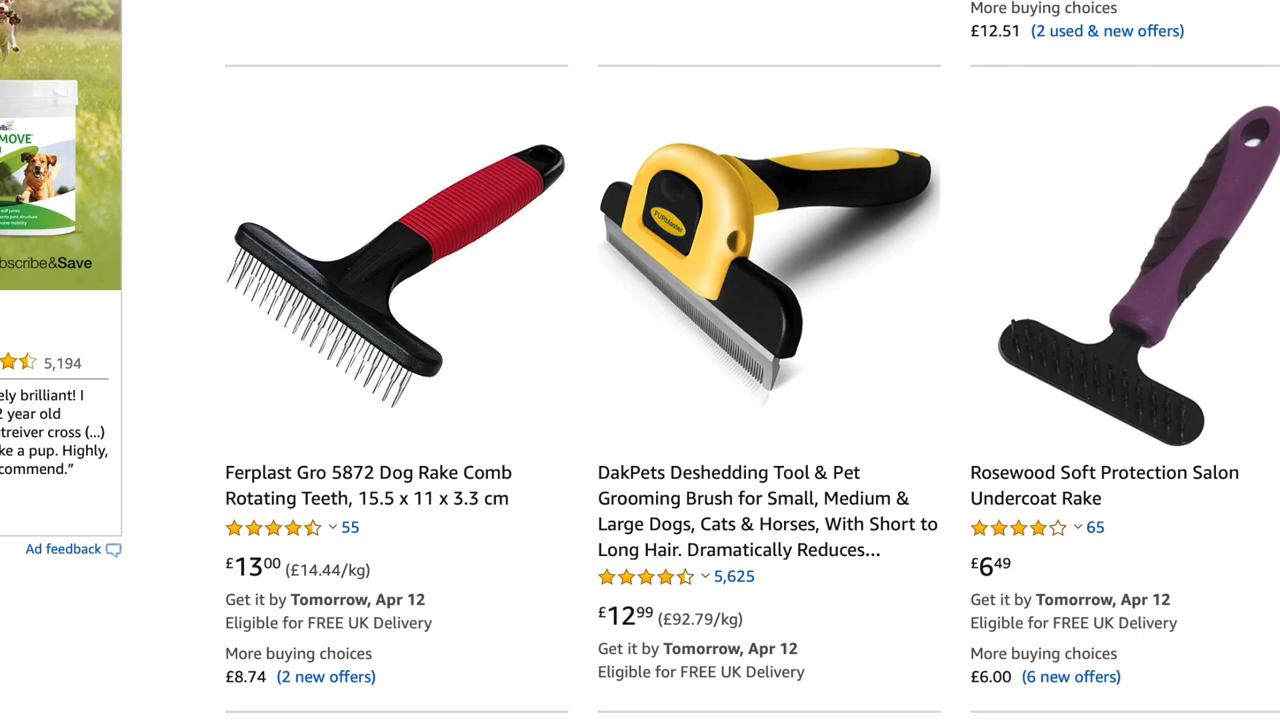 More buying choices
£12.51 (2 used & new offers)
MOVE
bscribe&Save
5,194
ely brilliant! I
2 year old
treiver cross (...)
ke a pup. Highly,
commend.”
Ad feedback
FURMaster
Ferplast Gro 5872 Dog Rake Comb
Rotating Teeth, 15.5 x 11 x 3.3 cm
55
£1300 (£14.44/kg)
Get it by Tomorrow, Apr 12
Eligible for FREE UK Delivery
More buying choices
£8.74 (2 new offers)
DakPets Deshedding Tool & Pet
Grooming Brush for Small, Medium &
Large Dogs, Cats & Horses, With Short to
Long Hair. Dramatically Reduces...
5,625
£1299 (£92.79/kg)
Get it by Tomorrow, Apr 12
Eligible for FREE UK Delivery
Rosewood Soft Protection Salon
Undercoat Rake
65
£649
Get it by Tomorrow, Apr 12
Eligible for FREE UK Delivery
More buying choices
£6.00 (6 new offers)